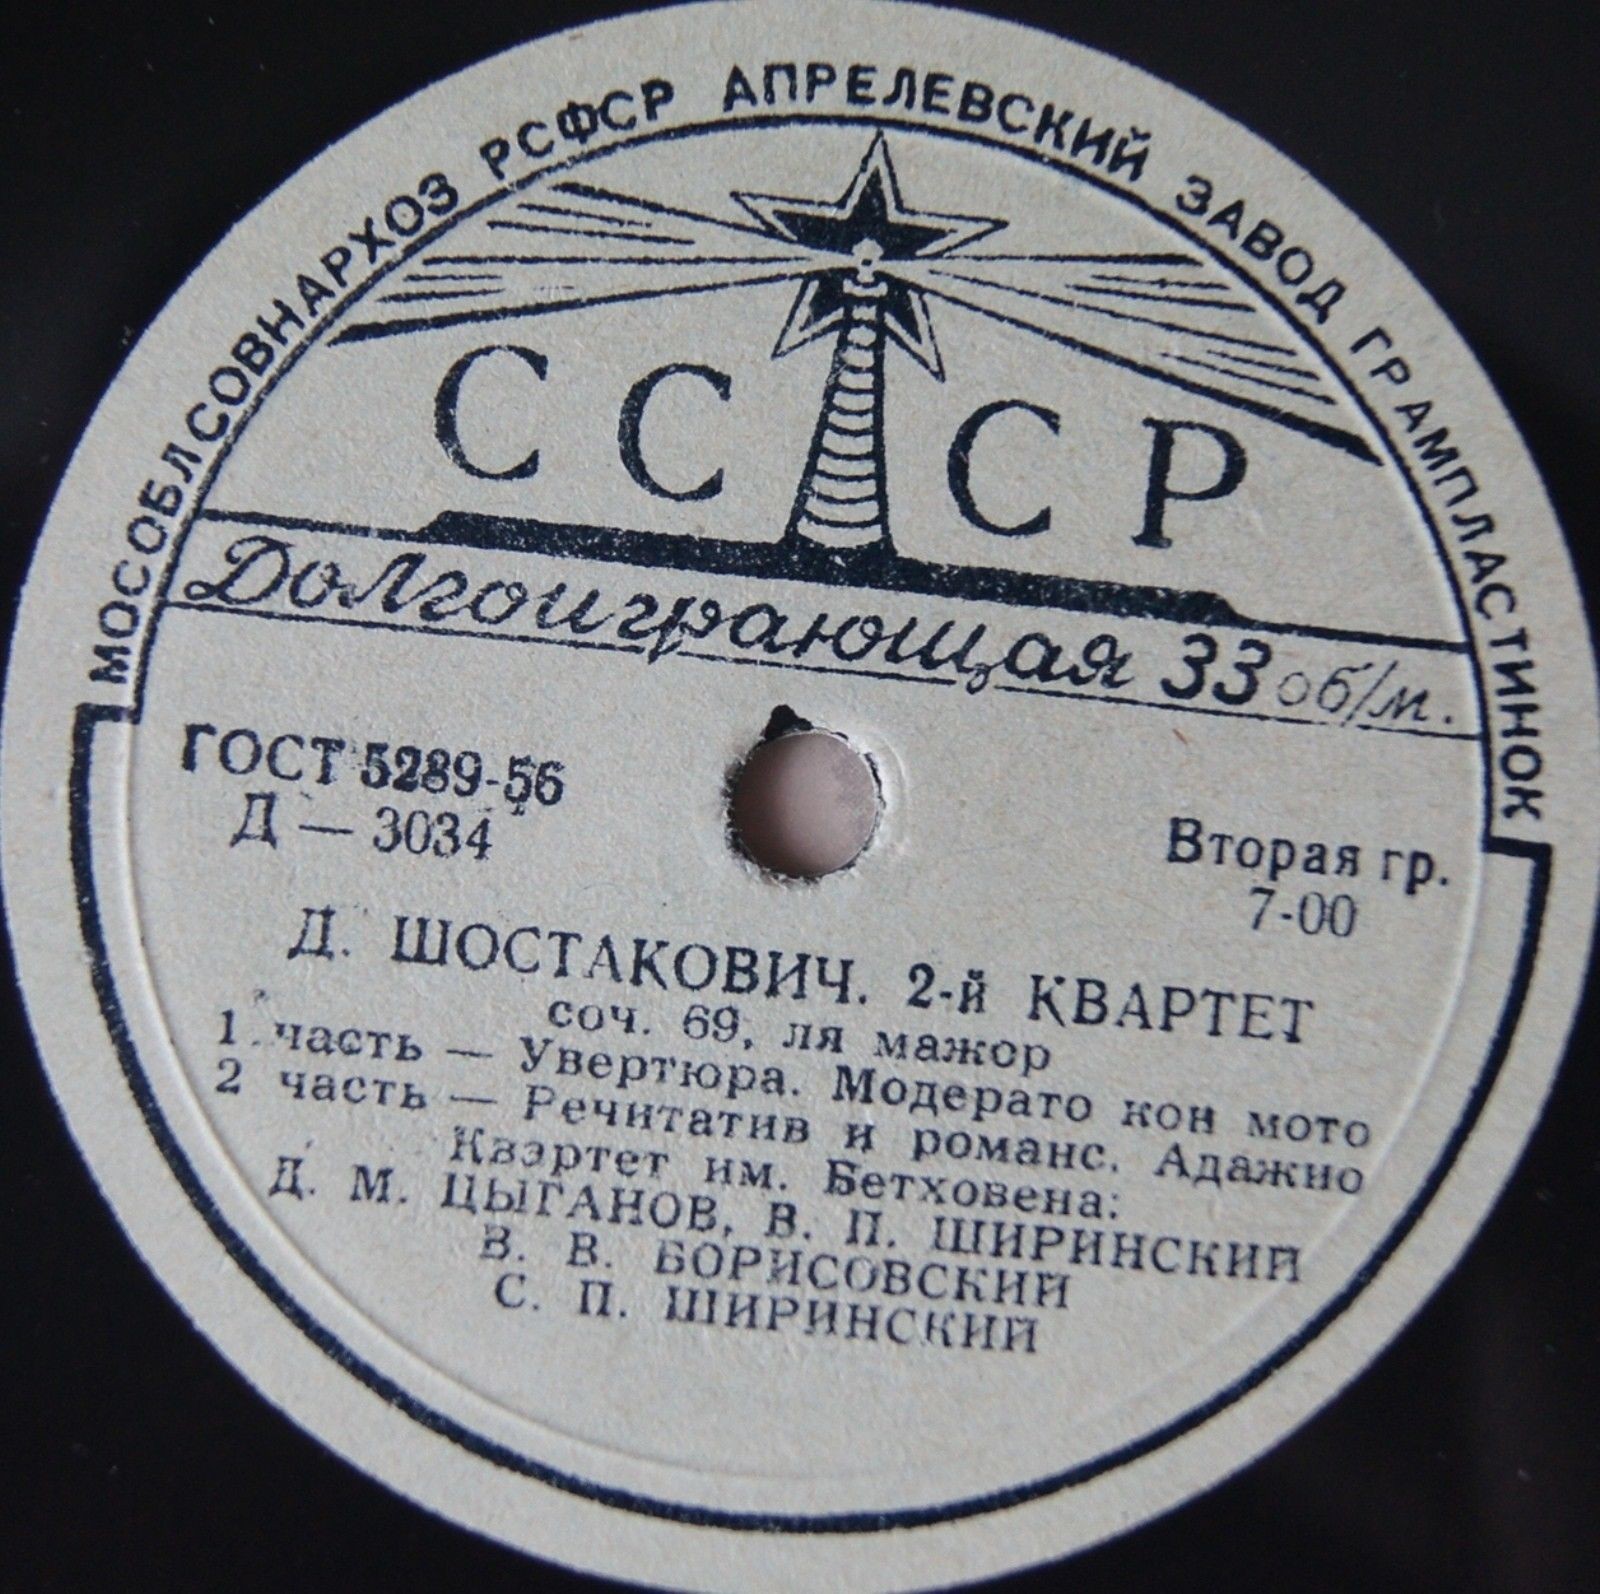 МОСОБЛСОВНАРХОЗ РСФСР АПРЕЛЕВСКИЙ ЗАВОД ГРАМПЛАСТИНОК
СССР
Долгоиграющая 33 об/м.
ГОСТ 5289-56
Д — 3034
Вторая гр.
7-00
Д. ШОСТАКОВИЧ. 2-й КВАРТЕТ
соч. 69, ля мажор
1 часть — Увертюра. Модерато кон мото
2 часть — Речитатив и романс. Адажио
Квартет им. Бетховена:
Д. М. ЦЫГАНОВ, В. П. ШИРИНСКИЙ
В. В. БОРИСОВСКИЙ
С. П. ШИРИНСКИЙ